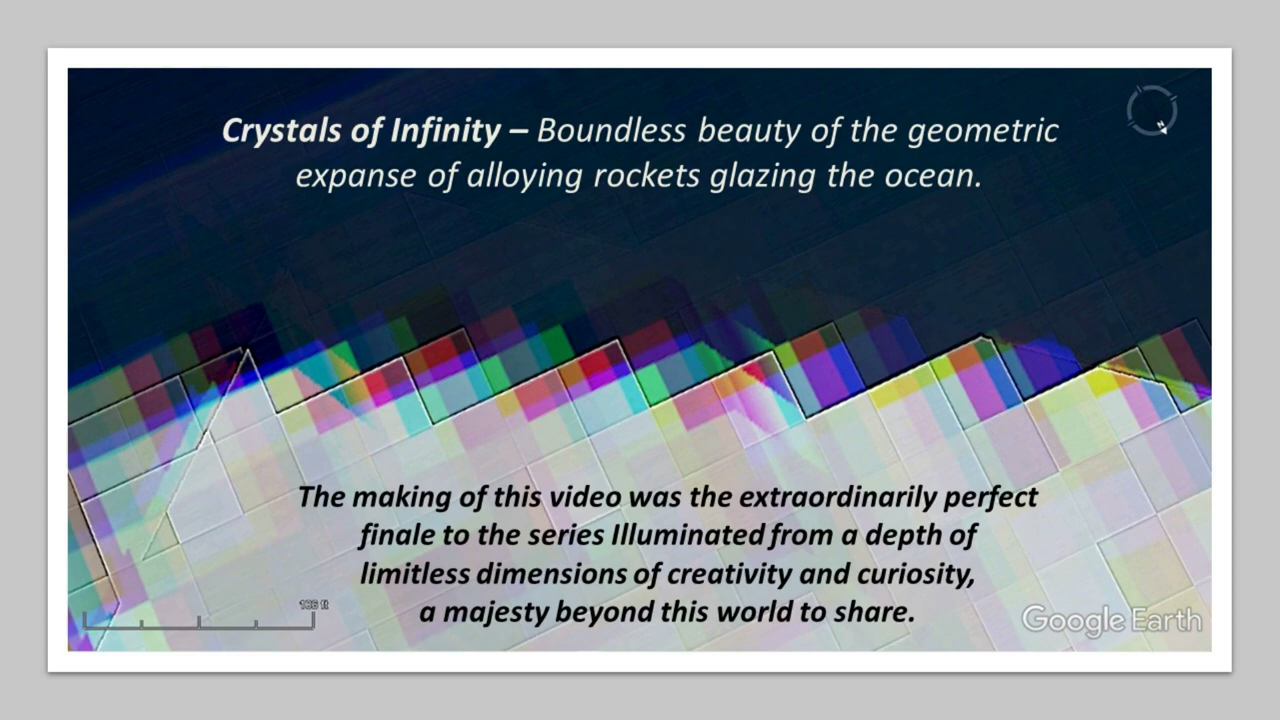 Crystals of Infinity – Boundless beauty of the geometric
expanse of alloying rockets glazing the ocean.
The making of this video was the extraordinarily perfect
finale to the series Illuminated from a depth of
limitless dimensions of creativity and curiosity,
a majesty beyond this world to share.
Google Earth